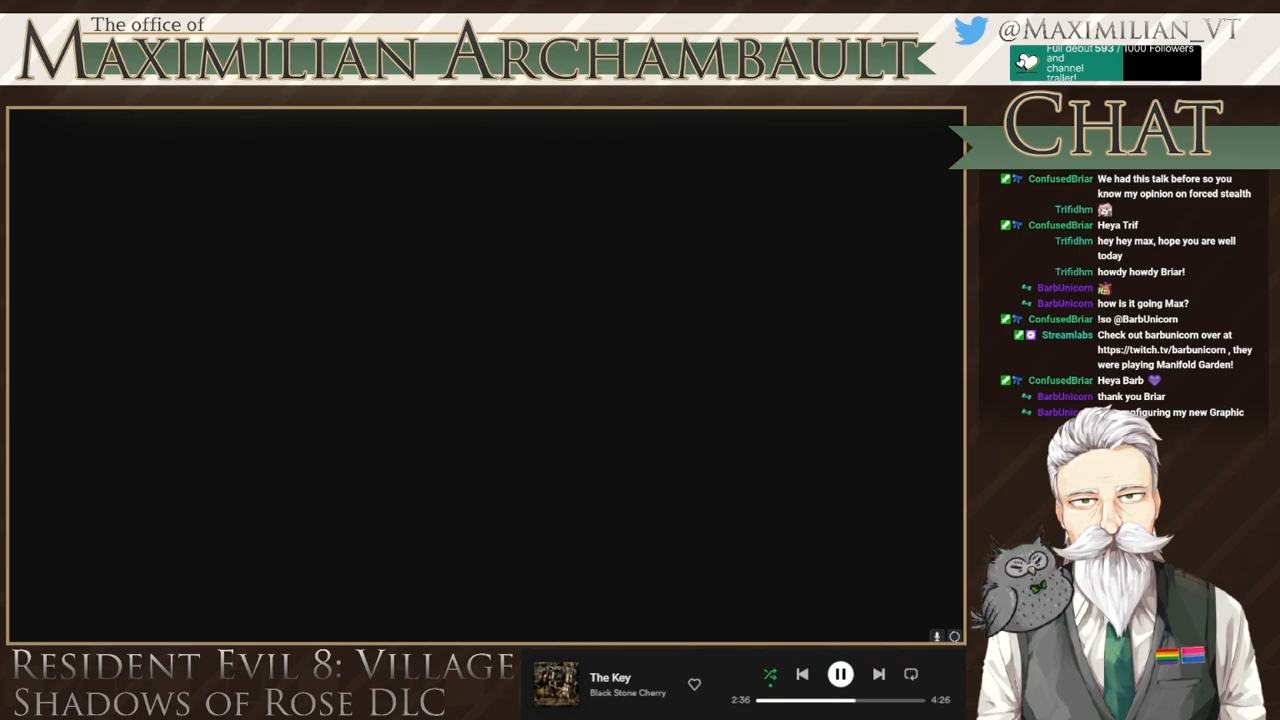 The office of
Maximilian Archambault
@Maximilian_VT
Full debut 593 / 1000 Followers
and
channel
trailer!
Chat
ConfusedBriar We had this talk before so you
know my opinion on forced stealth
Trifidhm
ConfusedBriar Heya Trif
Trifidhm hey hey max, hope you are well
today
Trifidhm howdy howdy Briar!
BarbUnicorn
BarbUnicorn how is it going Max?
ConfusedBriar !so @BarbUnicorn
Streamlabs Check out barbunicorn over at
https://twitch.tv/barbunicorn , they
were playing Manifold Garden!
ConfusedBriar Heya Barb
BarbUnicorn thank you Briar
configuring my new Graphic
Resident Evil 8: Village
Shadows of Rose DLC
The Key
Black Stone Cherry
2:36
4:26